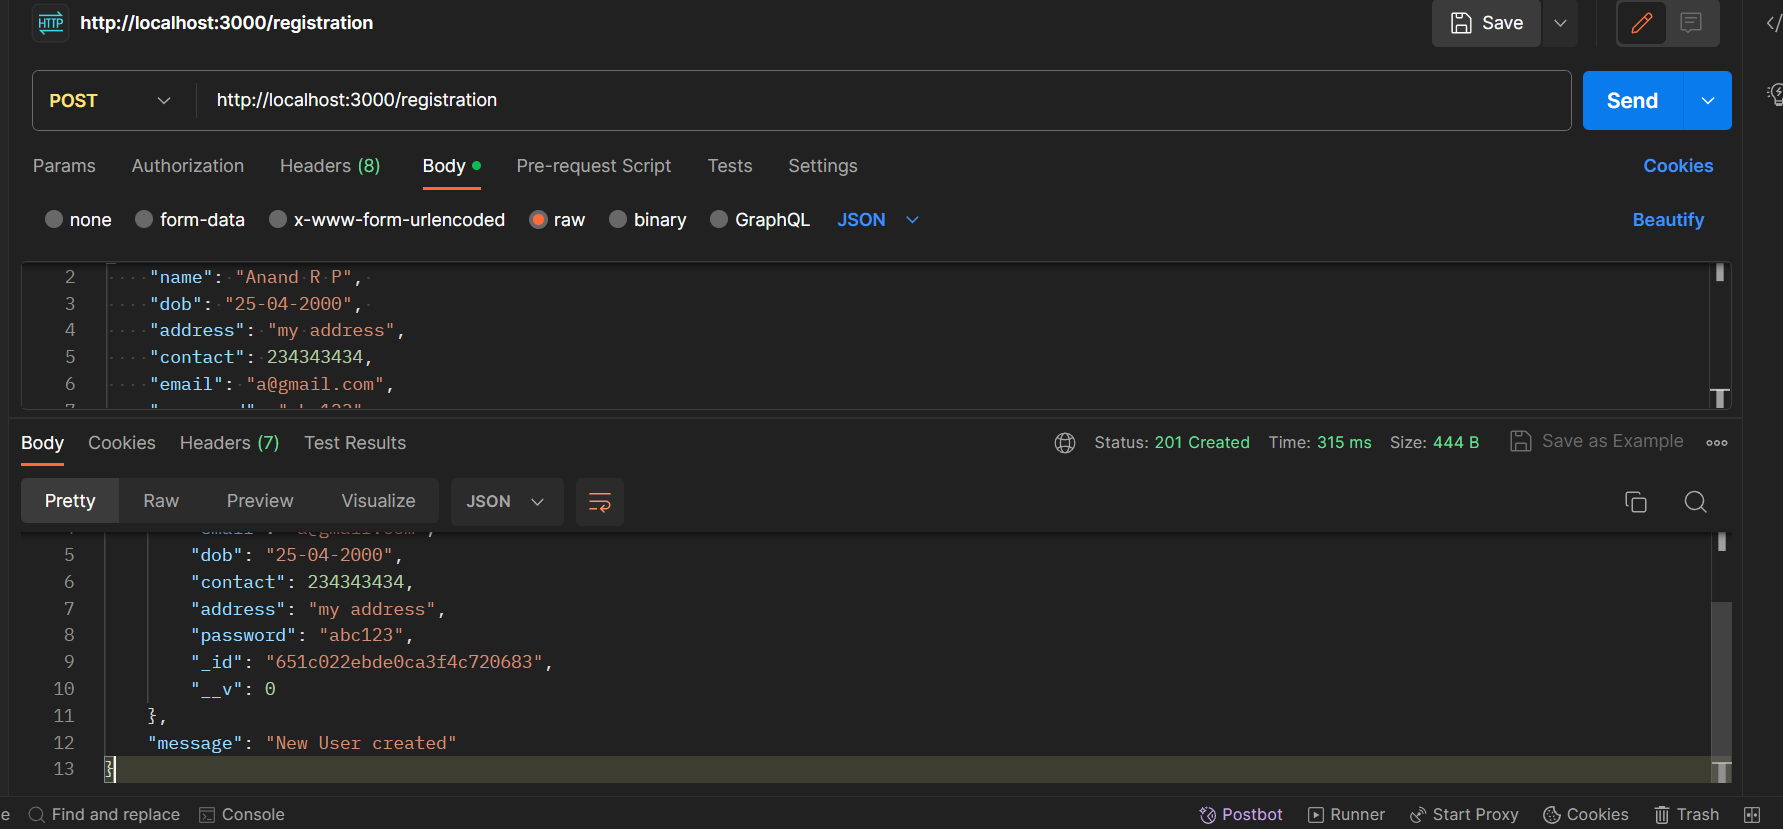 HTTP http://localhost:3000/registration Save
POST http://localhost:3000/registration Send
Params Authorization Headers (8) Body Pre-request Script Tests Settings Cookies
none form-data x-www-form-urlencoded raw binary GraphQL JSON Beautify
2 "name": "Anand R P",
3 "dob": "25-04-2000",
4 "address": "my address",
5 "contact": 234343434,
6 "email": "a@gmail.com",
Body Cookies Headers (7) Test Results Status: 201 Created Time: 315 ms Size: 444 B Save as Example
Pretty Raw Preview Visualize JSON
5 "dob": "25-04-2000",
6 "contact": 234343434,
7 "address": "my address",
8 "password": "abc123",
9 "_id": "651c022ebde0ca3f4c720683",
10 "__v": 0
11 },
12 "message": "New User created"
13 }
e Find and replace Console Postbot Runner Start Proxy Cookies Trash